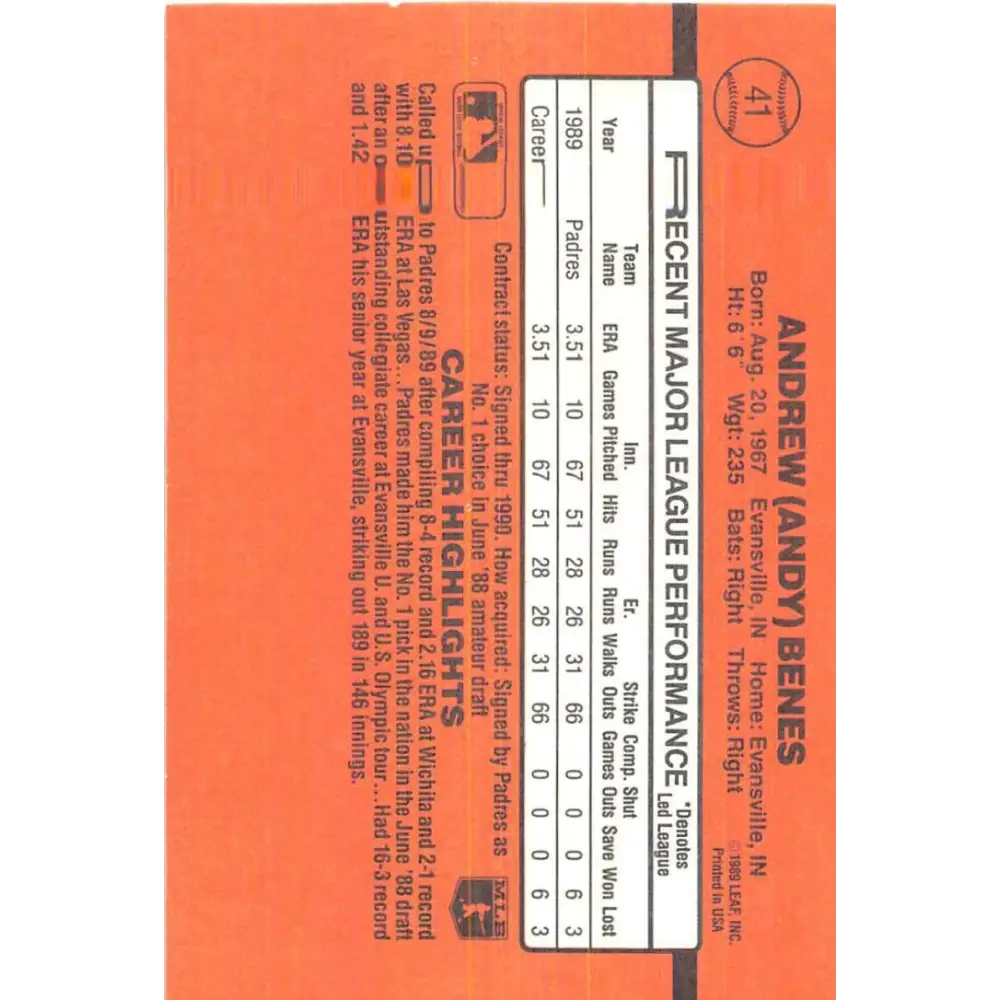 41
ANDREW (ANDY) BENES
Born: Aug. 20, 1967 Evansville, IN Home: Evansville, IN
Ht: 6' 6" Wgt: 235 Bats: Right Throws: Right
© 1989 LEAF, INC.
Printed in USA
RECENT MAJOR LEAGUE PERFORMANCE
*Denotes
Led League
Year Team Name ERA Games Inn. Pitched Hits Runs Er. Runs Walks Strike Outs Comp. Games Shut Outs Save Won Lost
1989 Padres 3.51 10 67 51 28 26 31 66 0 0 0 6 3
Career 3.51 10 67 51 28 26 31 66 0 0 0 6 3
Contract status: Signed thru 1990. How acquired: Signed by Padres as
No. 1 choice in June '88 amateur draft
MLB
CAREER HIGHLIGHTS
Called up to Padres 8/9/89 after compiling 8-4 record and 2.16 ERA at Wichita and 2-1 record
with 8.10 ERA at Las Vegas...Padres made him the No. 1 pick in the nation in the June '88 draft
after an outstanding collegiate career at Evansville U. and U.S. Olympic tour...Had 16-3 record
and 1.42 ERA his senior year at Evansville, striking out 189 in 146 innings.